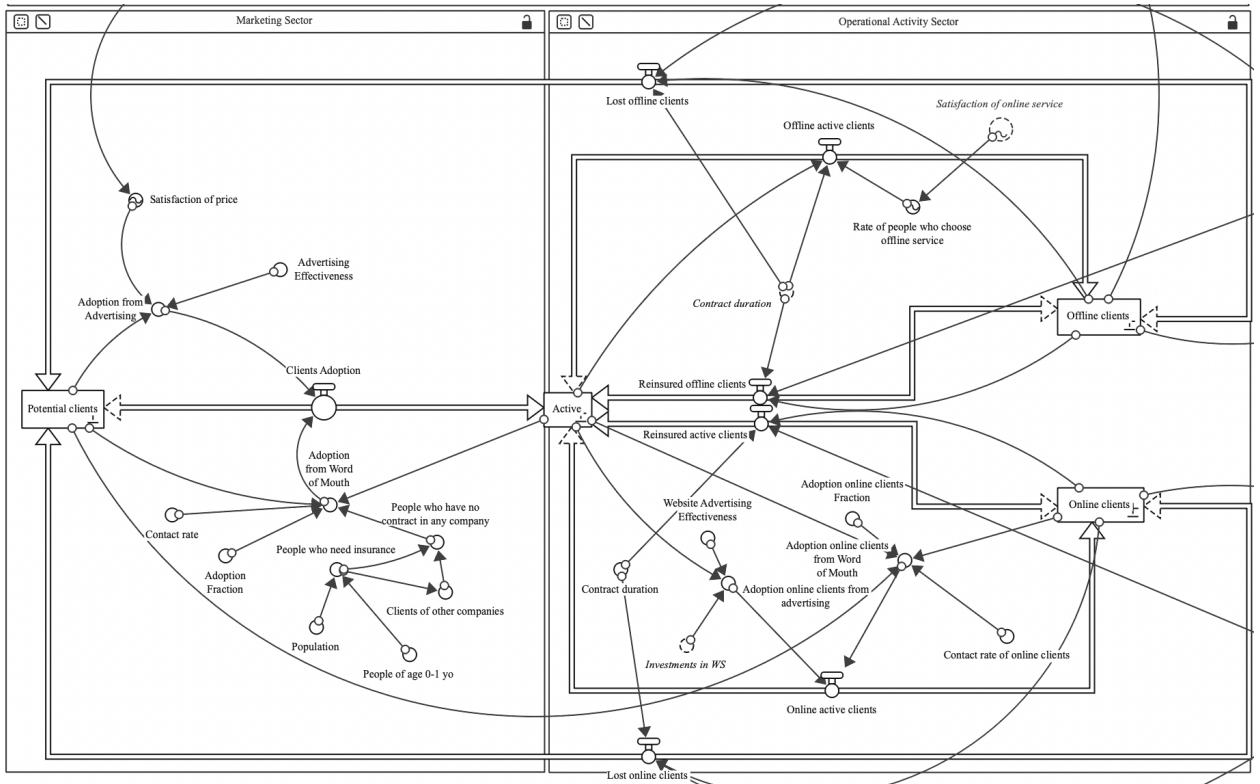 Marketing Sector
Operational Activity Sector
Lost offline clients
Satisfaction of online service
Offline active clients
Satisfaction of price
Rate of people who choose
offline service
Advertising
Effectiveness
Adoption from
Advertising
Contract duration
Offline clients
Clients Adoption
Reinsured offline clients
Potential clients
Active
Reinsured active clients
Adoption
from Word
of Mouth
Adoption online clients
Fraction
People who have no
contract in any company
Website Advertising
Effectiveness
Online clients
Contact rate
People who need insurance
Adoption online clients
from Word
of Mouth
Adoption
Fraction
Contract duration
Adoption online clients from
advertising
Clients of other companies
Population
Investments in WS
Contact rate of online clients
People of age 0-1 yo
Online active clients
Lost online clients